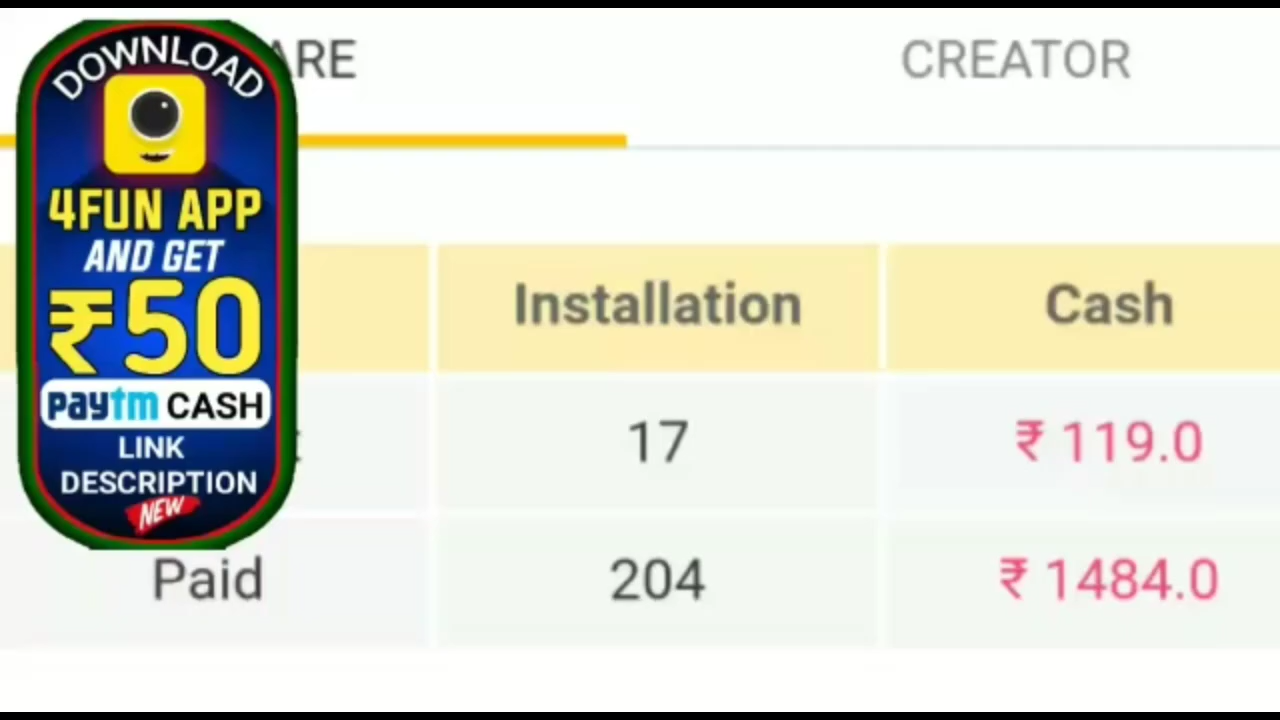 ARE
CREATOR
DOWNLOAD
4FUN APP
AND GET
₹50
paytm CASH
LINK
DESCRIPTION
NEW
Installation
Cash
17
₹ 119.0
Paid
204
₹ 1484.0